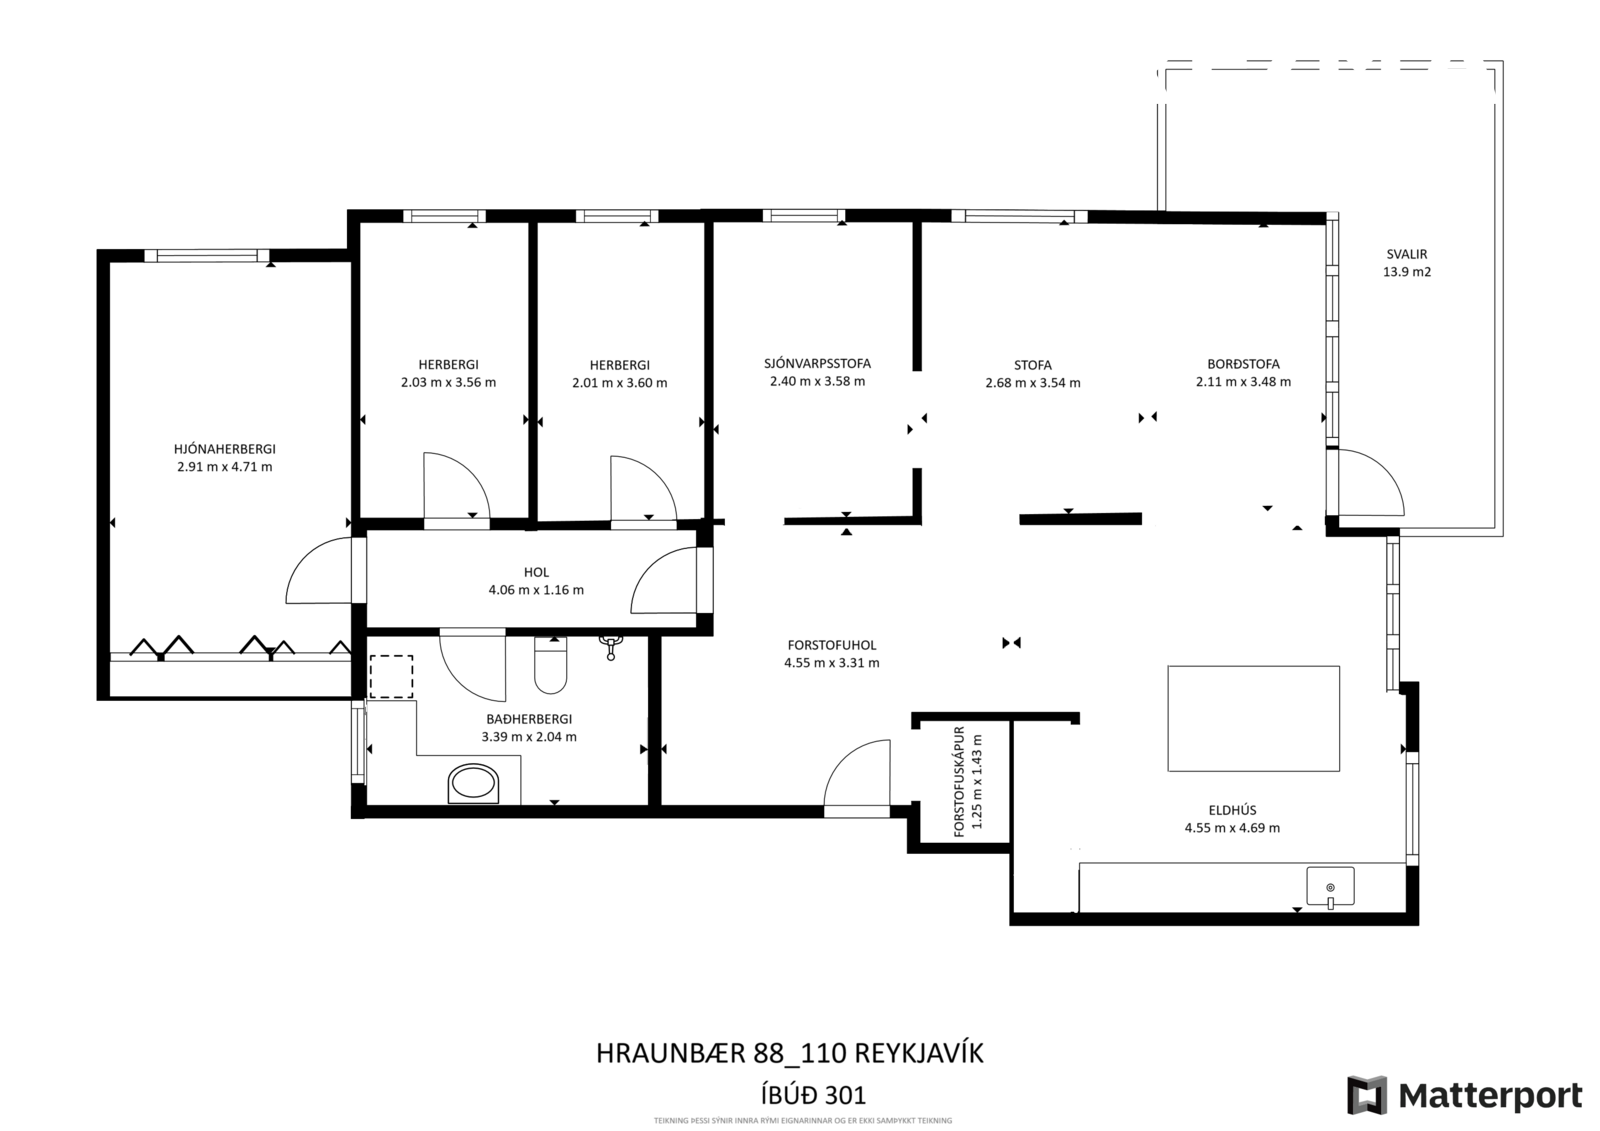 SVALIR
13.9 m2
HERBERGI
2.03 m x 3.56 m
HERBERGI
2.01 m x 3.60 m
SJÓNVARPSSTOFA
2.40 m x 3.58 m
STOFA
2.68 m x 3.54 m
BORÐSTOFA
2.11 m x 3.48 m
HJÓNAHERBERGI
2.91 m x 4.71 m
HOL
4.06 m x 1.16 m
FORSTOFUHOL
4.55 m x 3.31 m
BAÐHERBERGI
3.39 m x 2.04 m
FORSTOFUSKÁPUR
1.25 m x 1.43 m
ELDHÚS
4.55 m x 4.69 m
HRAUNBÆR 88_110 REYKJAVÍK
ÍBÚÐ 301
TEIKNING ÞESSI SÝNIR INNRA RÝMI EIGNARINNAR OG ER EKKI SAMÞYKKT TEIKNING
Matterport